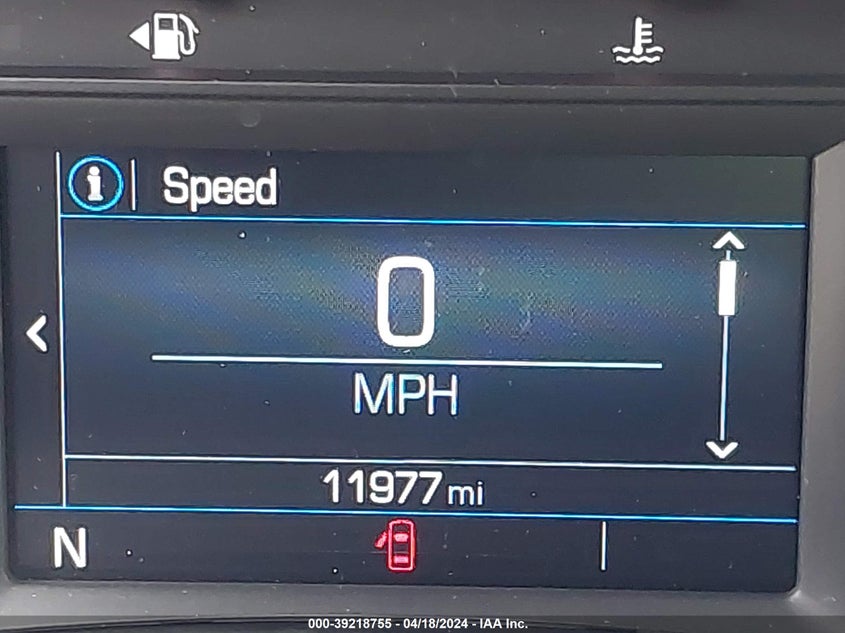 Speed
0
MPH
11977 mi
N
000-39218755 - 04/18/2024 - IAA Inc.